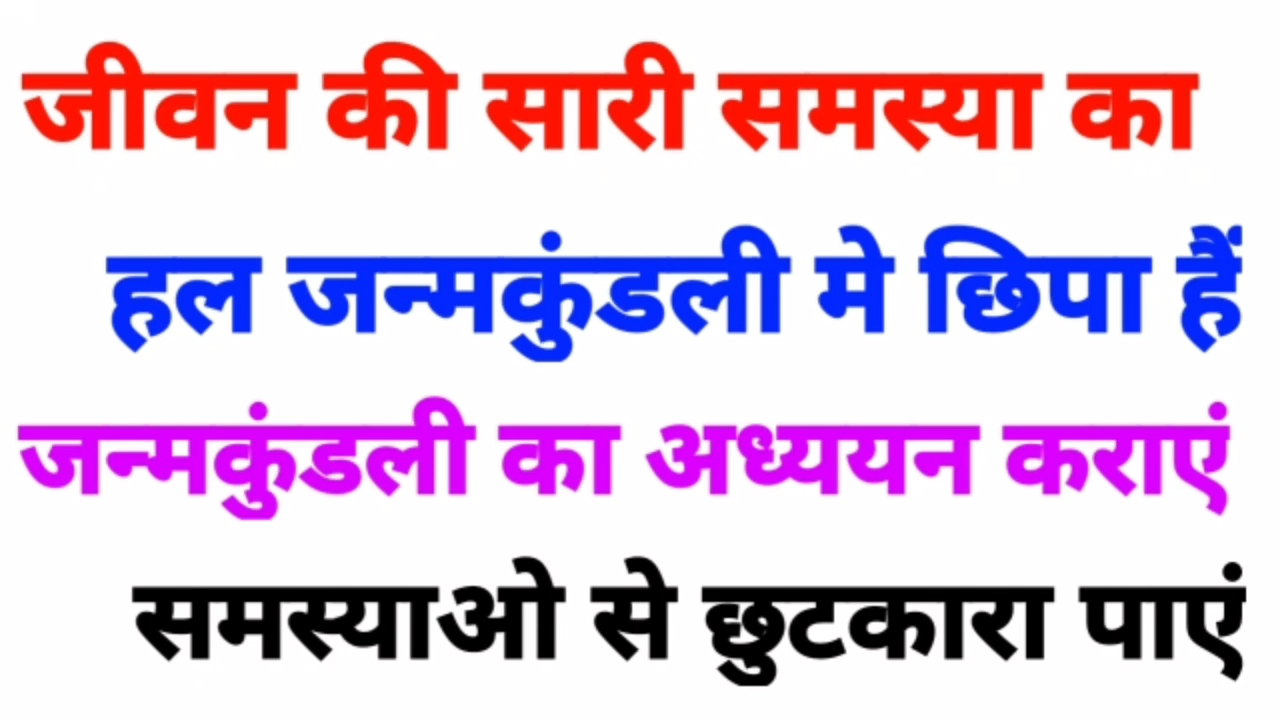 जीवन की सारी समस्या का
हल जन्मकुंडली मे छिपा हैं
जन्मकुंडली का अध्ययन कराएं
समस्याओ से छुटकारा पाएं